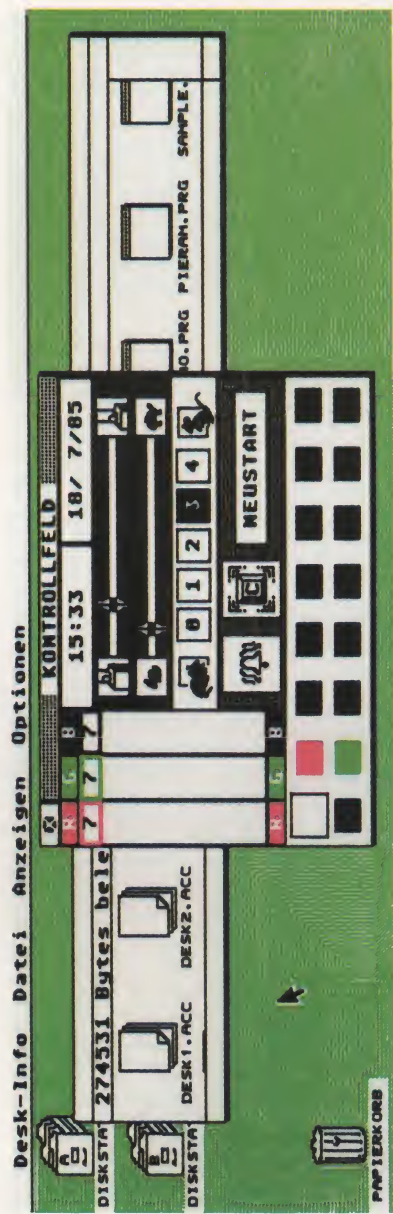 Desk-Info Datei Anzeigen Optionen
A
DISKSTA
B
DISKSTA
PAPIERKORB
274531 Bytes bele
DESK1.ACC DESK2.ACC
PIERAM.PRG SAMPLE.
KONTROLLFELD
15:33 18/ 7/85
R G B
7 7 7
0 1 2 3 4
C
NEUSTART
R G B